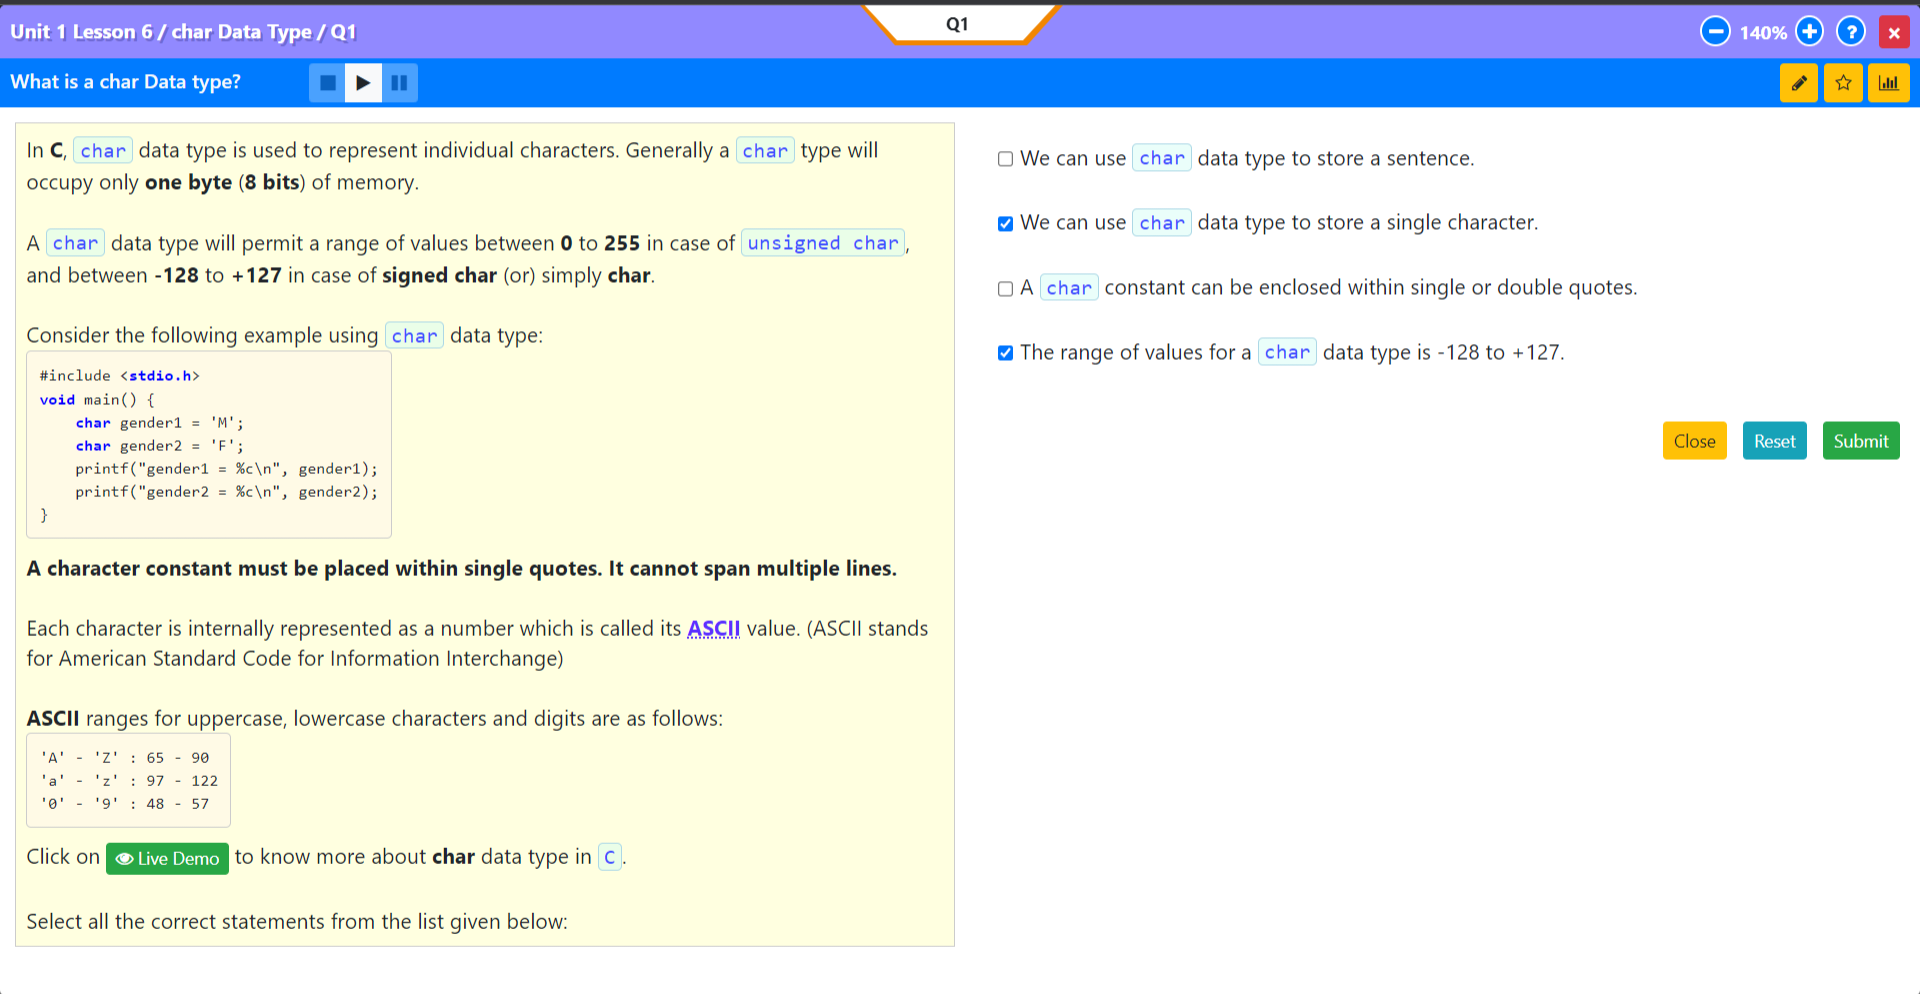 Unit 1 Lesson 6 / char Data Type / Q1
Q1
140%
?
×
What is a char Data type?
In C, char data type is used to represent individual characters. Generally a char type will
occupy only one byte (8 bits) of memory.
A char data type will permit a range of values between 0 to 255 in case of unsigned char,
and between -128 to +127 in case of signed char (or) simply char.
Consider the following example using char data type:
#include <stdio.h>
void main() {
    char gender1 = 'M';
    char gender2 = 'F';
    printf("gender1 = %c\n", gender1);
    printf("gender2 = %c\n", gender2);
}
A character constant must be placed within single quotes. It cannot span multiple lines.
Each character is internally represented as a number which is called its ASCII value. (ASCII stands
for American Standard Code for Information Interchange)
ASCII ranges for uppercase, lowercase characters and digits are as follows:
'A' - 'Z' : 65 - 90
'a' - 'z' : 97 - 122
'0' - '9' : 48 - 57
Click on Live Demo to know more about char data type in C.
Select all the correct statements from the list given below:
We can use char data type to store a sentence.
We can use char data type to store a single character.
A char constant can be enclosed within single or double quotes.
The range of values for a char data type is -128 to +127.
Close Reset Submit